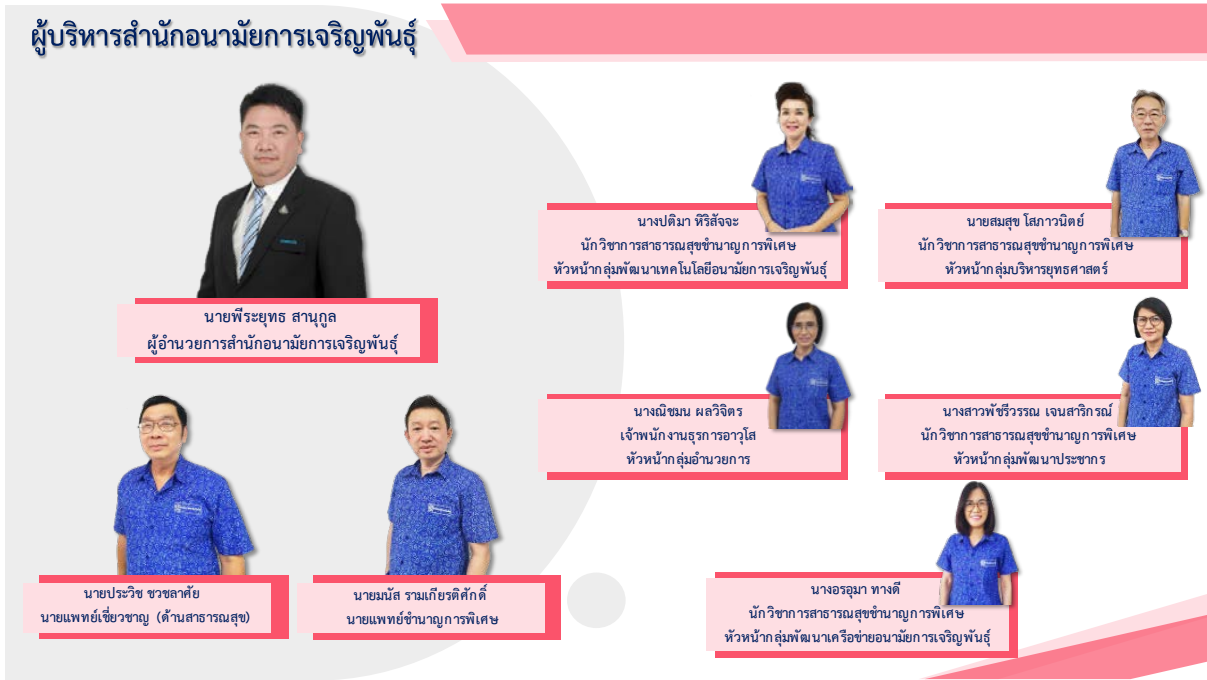 ผู้บริหารสำนักอนามัยการเจริญพันธุ์
นายพีระยุทธ สานุกูล
ผู้อำนวยการสำนักอนามัยการเจริญพันธุ์
นายประวิช ชวชลาศัย
นายแพทย์เชี่ยวชาญ (ด้านสาธารณสุข)
นายมนัส รามเกียรติศักดิ์
นายแพทย์ชำนาญการพิเศษ
นางปติมา หิริสัจจะ
นักวิชาการสาธารณสุขชำนาญการพิเศษ
หัวหน้ากลุ่มพัฒนาเทคโนโลยีอนามัยการเจริญพันธุ์
นายสมสุข โสภาวนิตย์
นักวิชาการสาธารณสุขชำนาญการพิเศษ
หัวหน้ากลุ่มบริหารยุทธศาสตร์
นางณิชมน ผลวิจิตร
เจ้าพนักงานธุรการอาวุโส
หัวหน้ากลุ่มอำนวยการ
นางสาวพัชรีวรรณ เจนสาริกรณ์
นักวิชาการสาธารณสุขชำนาญการพิเศษ
หัวหน้ากลุ่มพัฒนาประชากร
นางอรอุมา ทางดี
นักวิชาการสาธารณสุขชำนาญการพิเศษ
หัวหน้ากลุ่มพัฒนาเครือข่ายอนามัยการเจริญพันธุ์